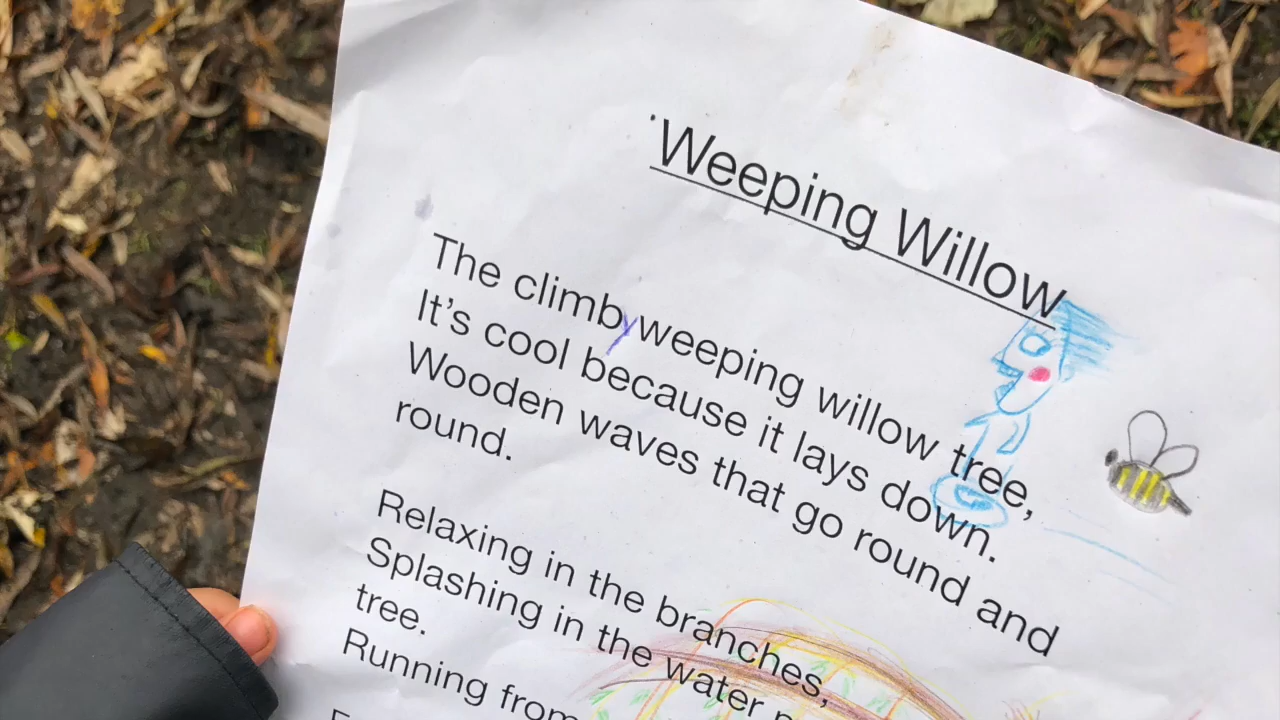 Weeping Willow
The climby weeping willow tree,
It's cool because it lays down.
Wooden waves that go round and
round.
Relaxing in the branches,
Splashing in the water
tree.
Running from